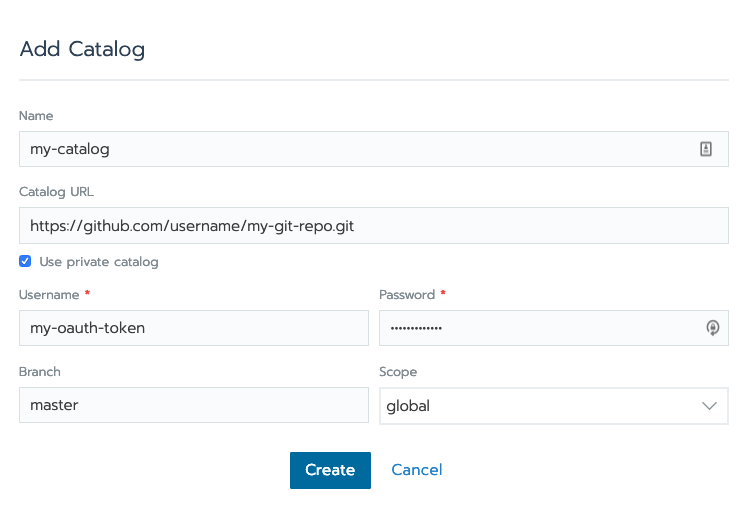 Add Catalog
Name
my-catalog
Catalog URL
https://github.com/username/my-git-repo.git
Use private catalog
Username *
Password *
my-oauth-token
•••••••••••••
Branch
Scope
master
global
Create
Cancel